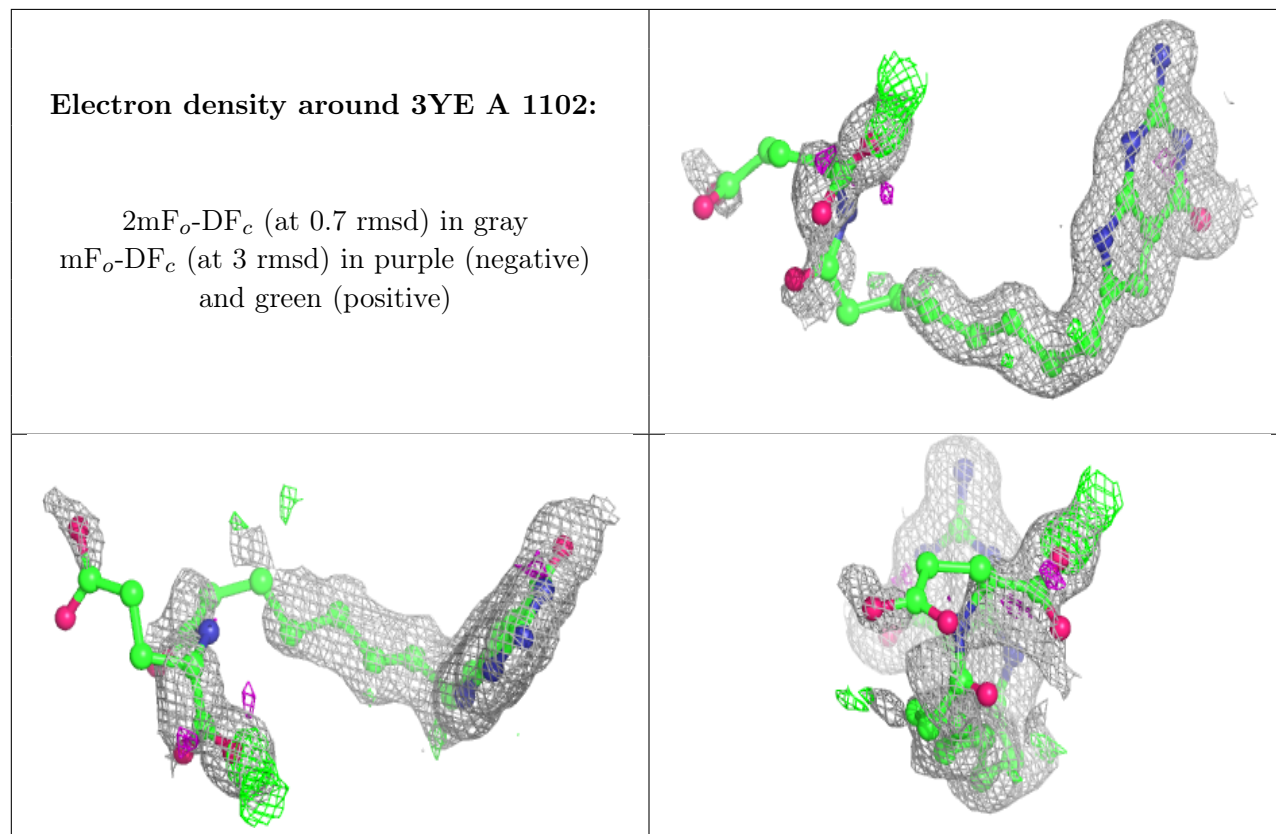 Electron density around 3YE A 1102:
2mFo-DFc (at 0.7 rmsd) in gray
mFo-DFc (at 3 rmsd) in purple (negative)
and green (positive)